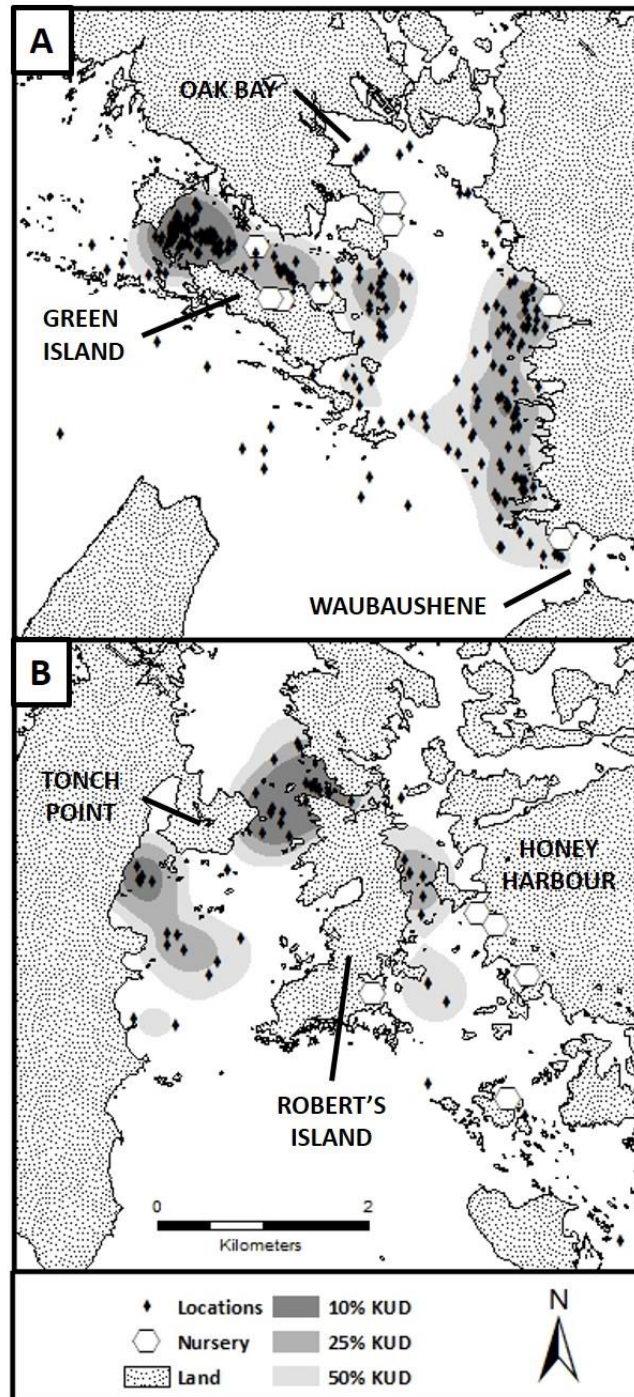 A
OAK BAY
GREEN
ISLAND
WAUBAUSHENE
B
TONCH
POINT
HONEY
HARBOUR
ROBERT'S
ISLAND
0 2
Kilometers
Locations 10% KUD N
Nursery 25% KUD
Land 50% KUD